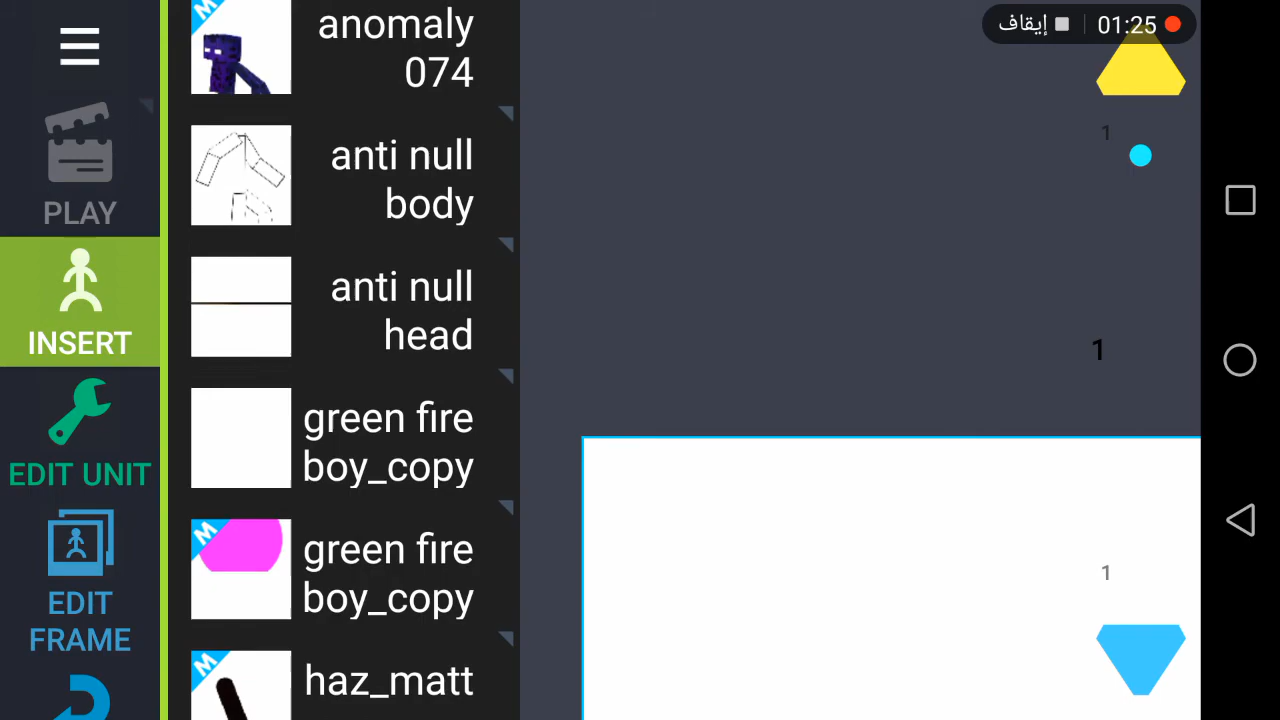 إيقاف
01:25
PLAY
INSERT
EDIT UNIT
EDIT
FRAME
M
anomaly
074
anti null
body
anti null
head
green fire
boy_copy
M
green fire
boy_copy
M
haz_matt
1
1
1